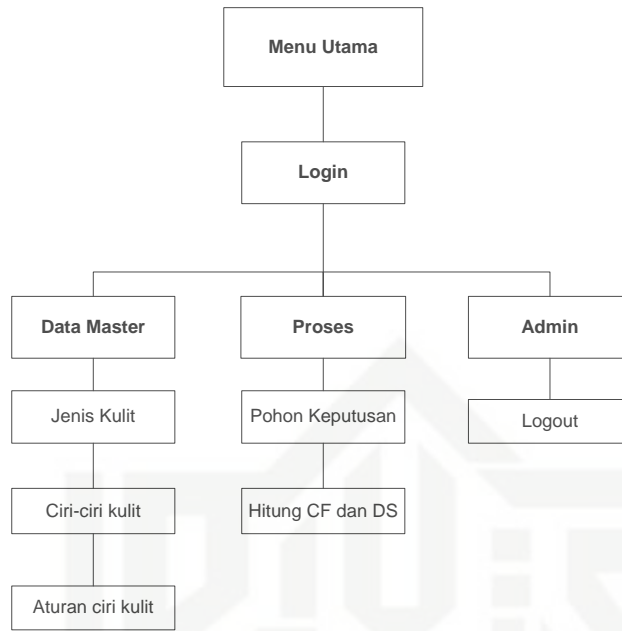 Menu Utama
Login
Data Master
Proses
Admin
Jenis Kulit
Pohon Keputusan
Logout
Ciri-ciri kulit
Hitung CF dan DS
Aturan ciri kulit